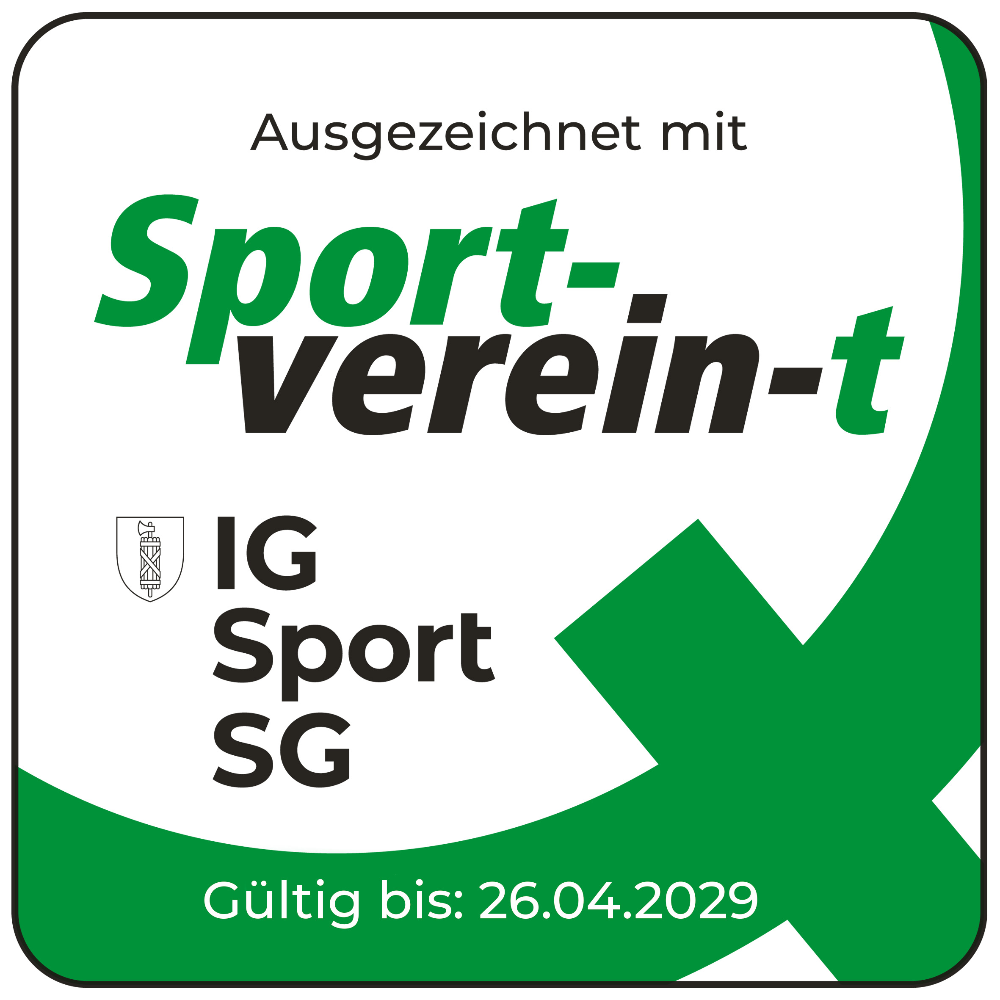 Ausgezeichnet mit
Sport-
verein-t
IG
Sport
SG
Gültig bis: 26.04.2029